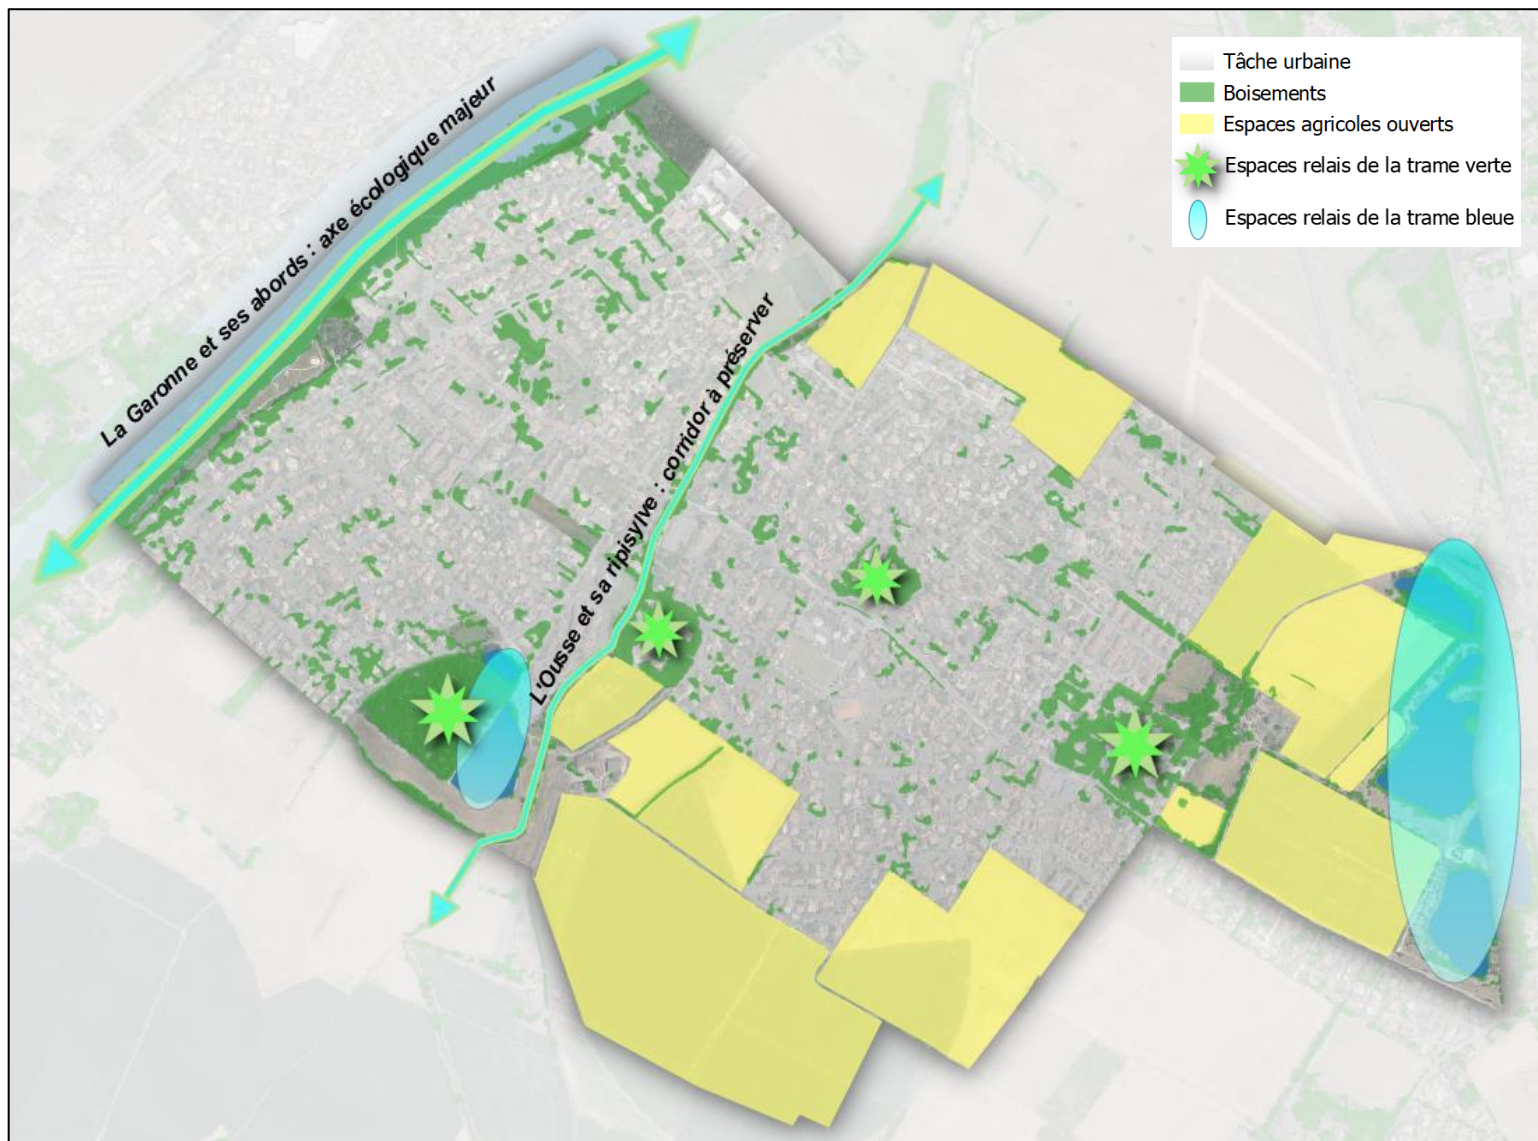 Tâche urbaine
Boisements
Espaces agricoles ouverts
Espaces relais de la trame verte
Espaces relais de la trame bleue
La Garonne et ses abords : axe écologique majeur
L'Ousse et sa ripisylve : corridor à préserver